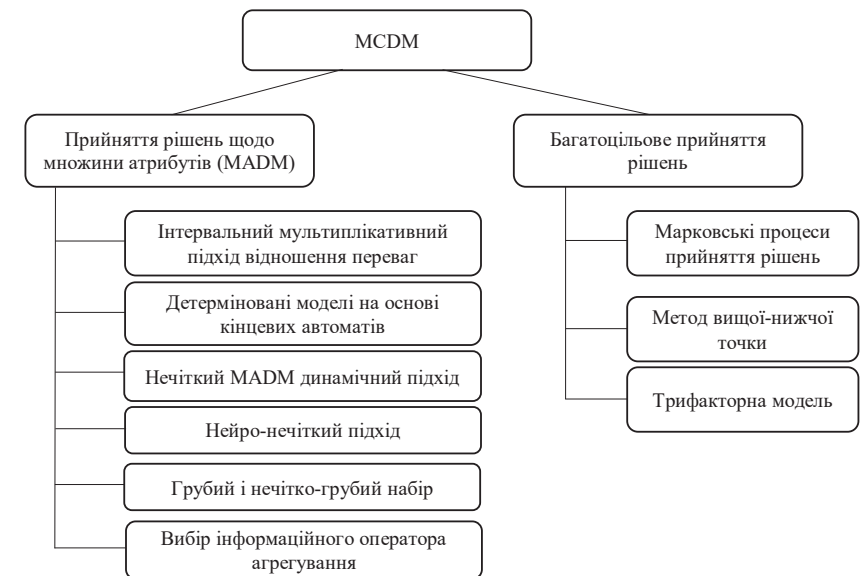 MCDM
Прийняття рішень щодо
множини атрибутів (MADM)
Інтервальний мультиплікативний
підхід відношення переваг
Детерміновані моделі на основі
кінцевих автоматів
Нечіткий MADM динамічний підхід
Нейро-нечіткий підхід
Грубий і нечітко-грубий набір
Вибір інформаційного оператора
агрегування
Багатоцільове прийняття
рішень
Марковські процеси
прийняття рішень
Метод вищої-нижчої
точки
Трифакторна модель